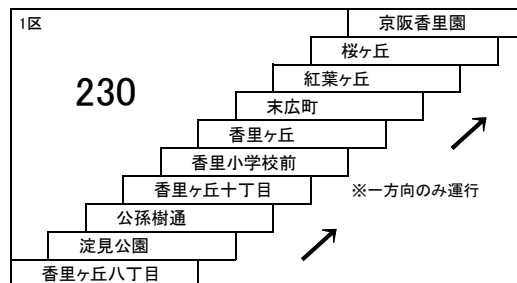 1区
京阪香里園
桜ヶ丘
紅葉ヶ丘
230
末広町
香里ヶ丘
香里小学校前
香里ヶ丘十丁目
※一方向のみ運行
公孫樹通
淀見公園
香里ヶ丘八丁目